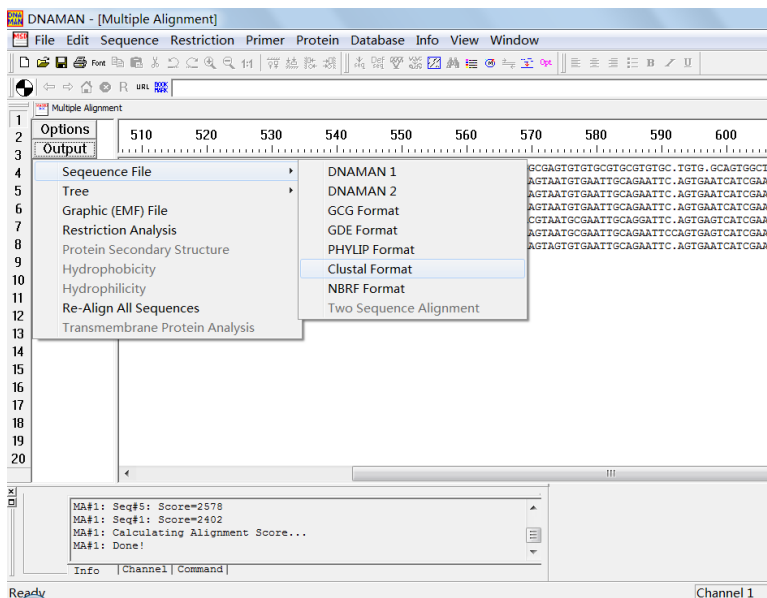 DNAMAN - [Multiple Alignment]
File Edit Sequence Restriction Primer Protein Database Info View Window
Font 1:1 Def Opt B I U
R URL BOOK MARK
Multiple Alignment
Options
Output
510 520 530 540 550 560 570 580 590 600
1
2
3
4
5
6
7
8
9
10
11
12
13
14
15
16
17
18
19
20
Seqeuence File
Tree
Graphic (EMF) File
Restriction Analysis
Protein Secondary Structure
Hydrophobicity
Hydrophilicity
Re-Align All Sequences
Transmembrane Protein Analysis
DNAMAN 1
DNAMAN 2
GCG Format
GDE Format
PHYLIP Format
Clustal Format
NBRF Format
Two Sequence Alignment
GCGAGTGTGTGCGTGCGTGTGC.TGTG.GCAGTGGCT
AGTAATGTGAATTGCAGAATTC.AGTGAATCATCGAA
AGTAATGTGAATTGCAGAATTC.AGTGAATCATCGAA
CGTAATGCGAATTGCAGGATTC.AGTGAGTCATCGAA
AGTAATGCGAATTGCAGAATTCCAGTGAGTCATCGAA
AGTAGTGTGAATTGCAGAATTC.AGTGAATCATCGAA
MA#1: Seq#5: Score=2578
MA#1: Seq#1: Score=2402
MA#1: Calculating Alignment Score...
MA#1: Done!
Info Channel Command
Ready
Channel 1